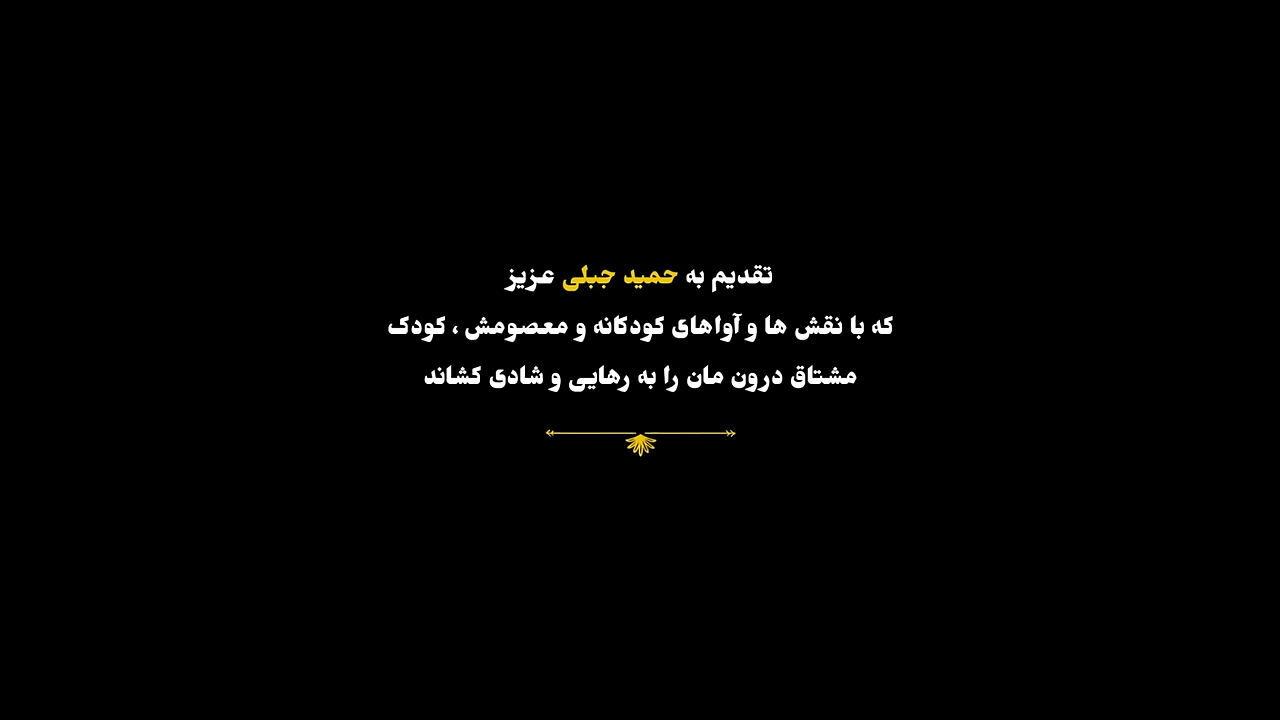 تقدیم به حمید جبلی عزیز
که با نقش ها و آواهای کودکانه و معصومش ، کودک
مشتاق درون مان را به رهایی و شادی کشاند